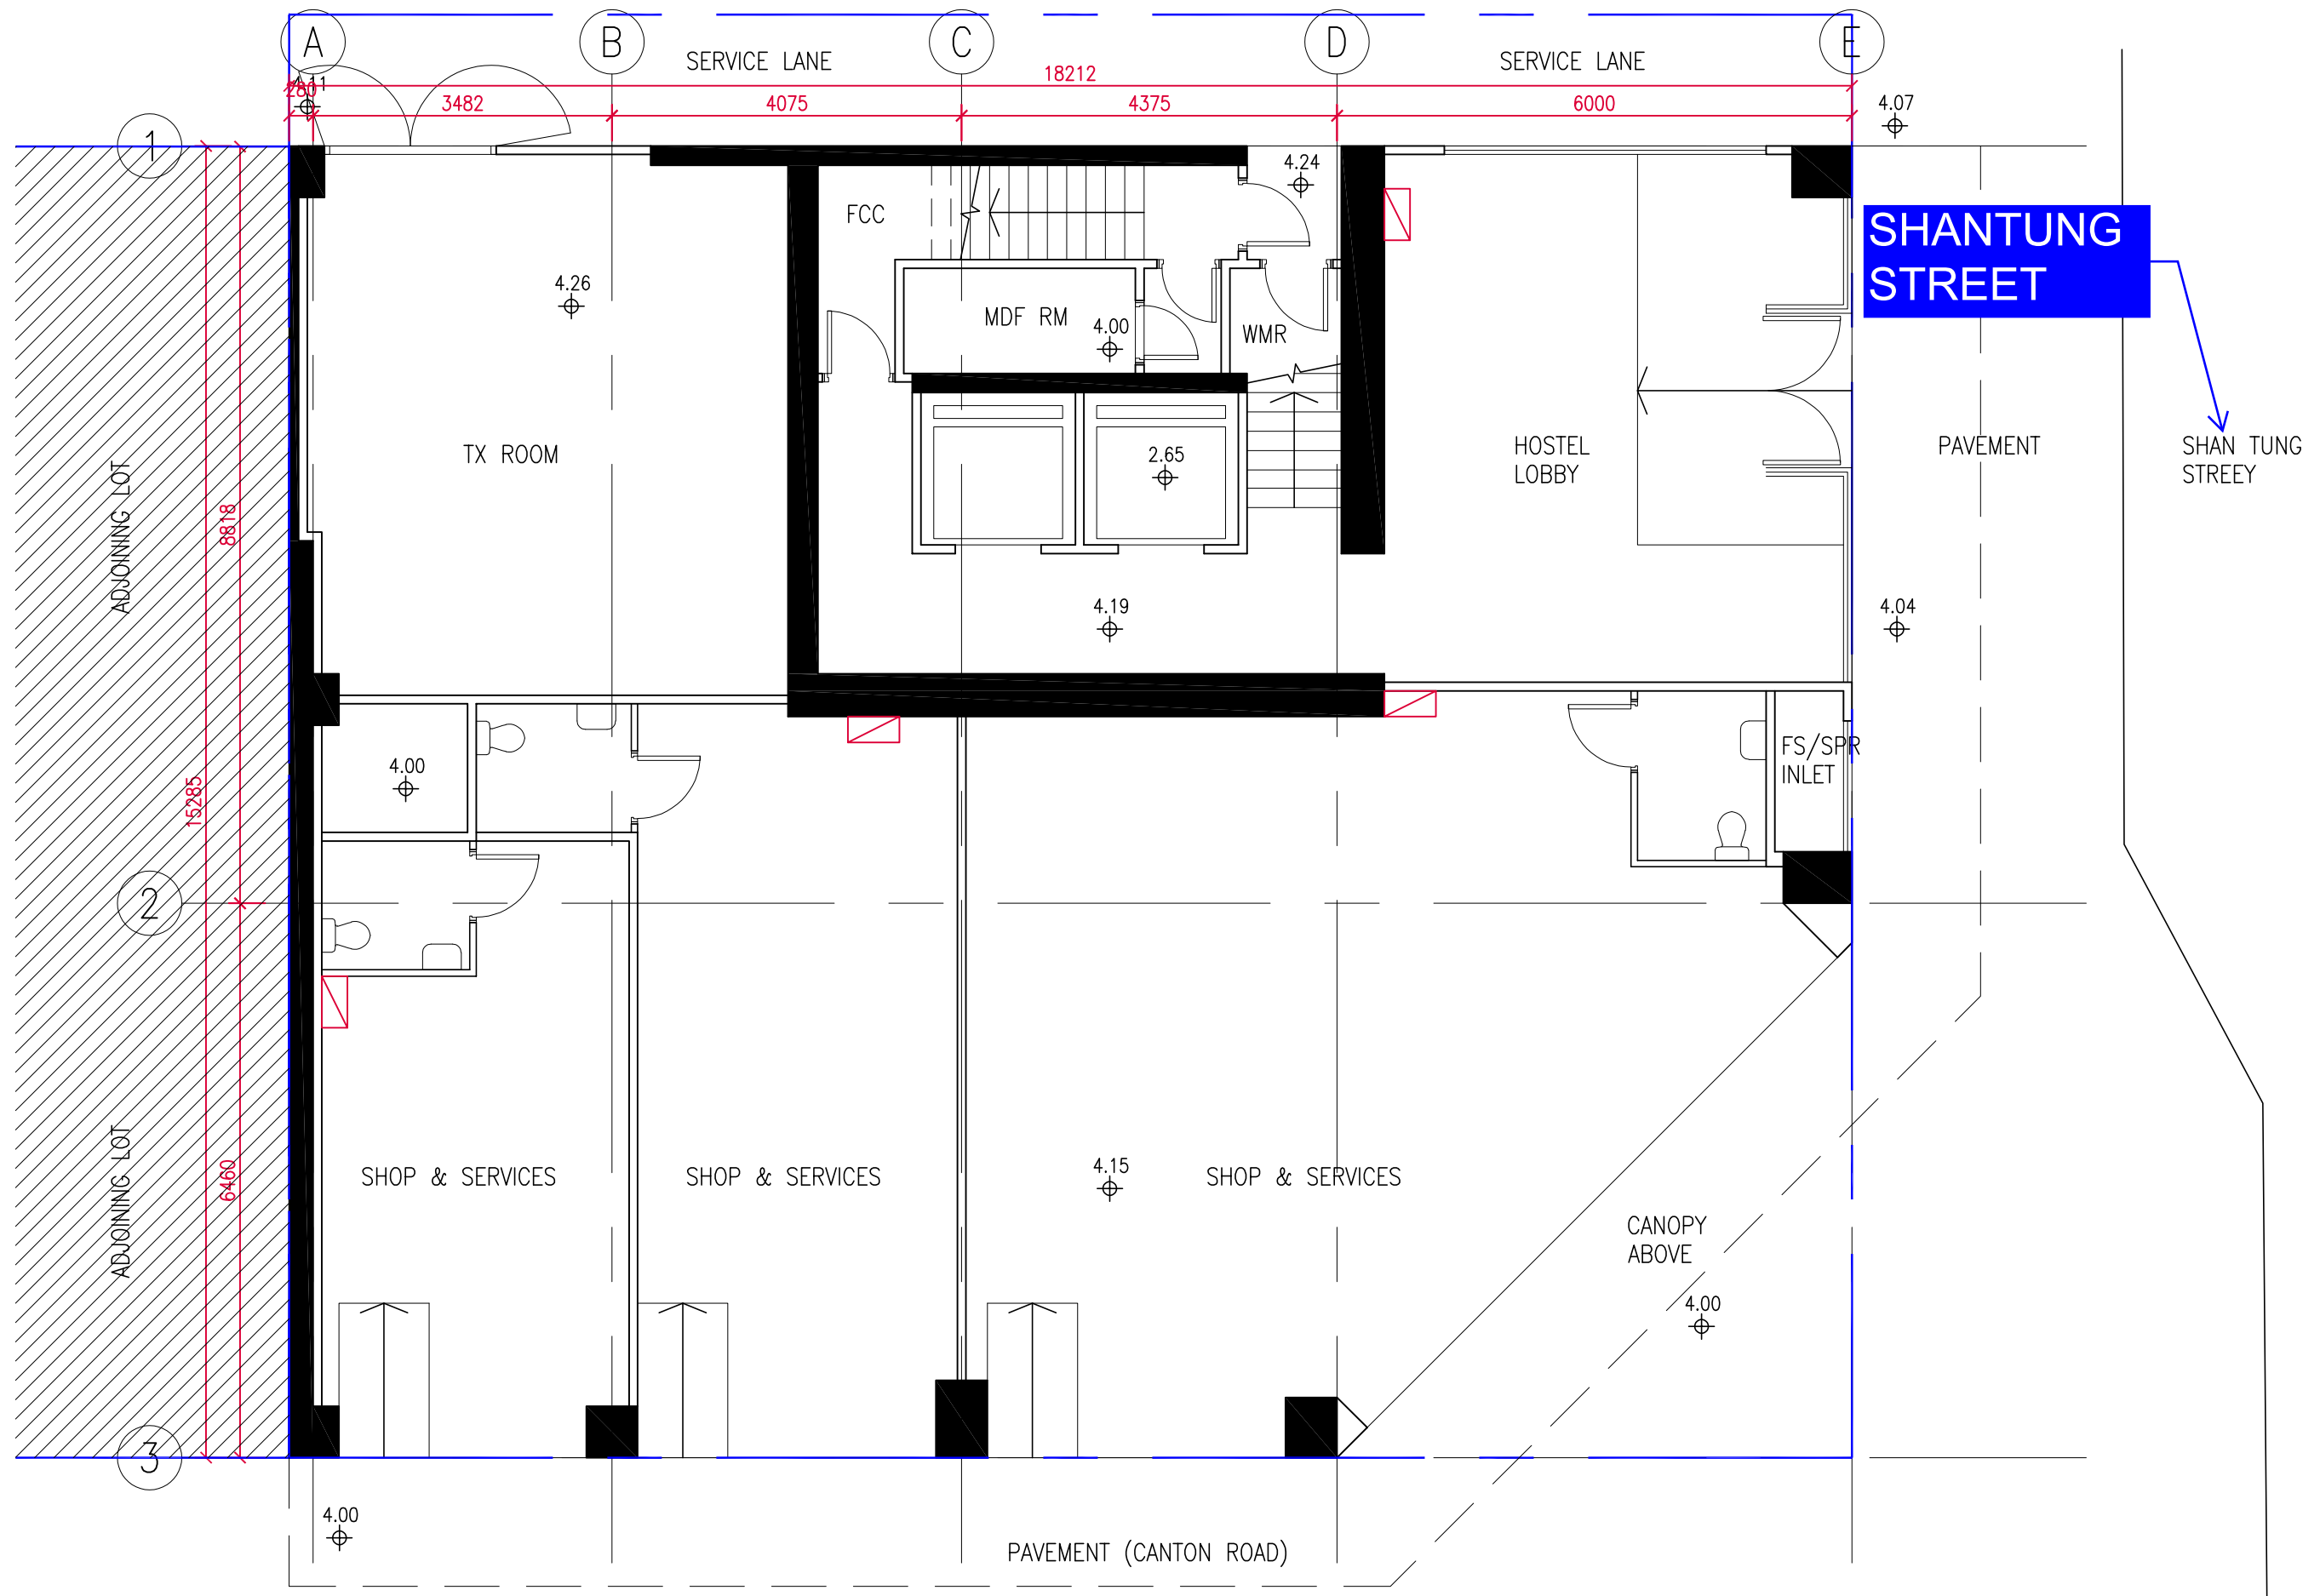 A
B
C
D
E
SERVICE LANE
SERVICE LANE
18212
4.11
280
3482
4075
4375
6000
4.07
1
4.24
SHANTUNG
STREET
FCC
4.26
MDF RM
4.00
WMR
TX ROOM
2.65
HOSTEL
LOBBY
PAVEMENT
SHAN TUNG
STREEY
ADJOINING LOT
8818
4.19
4.04
FS/SPR
INLET
4.00
15285
2
ADJOINING LOT
6460
SHOP & SERVICES
SHOP & SERVICES
4.15
SHOP & SERVICES
CANOPY
ABOVE
4.00
3
4.00
PAVEMENT (CANTON ROAD)